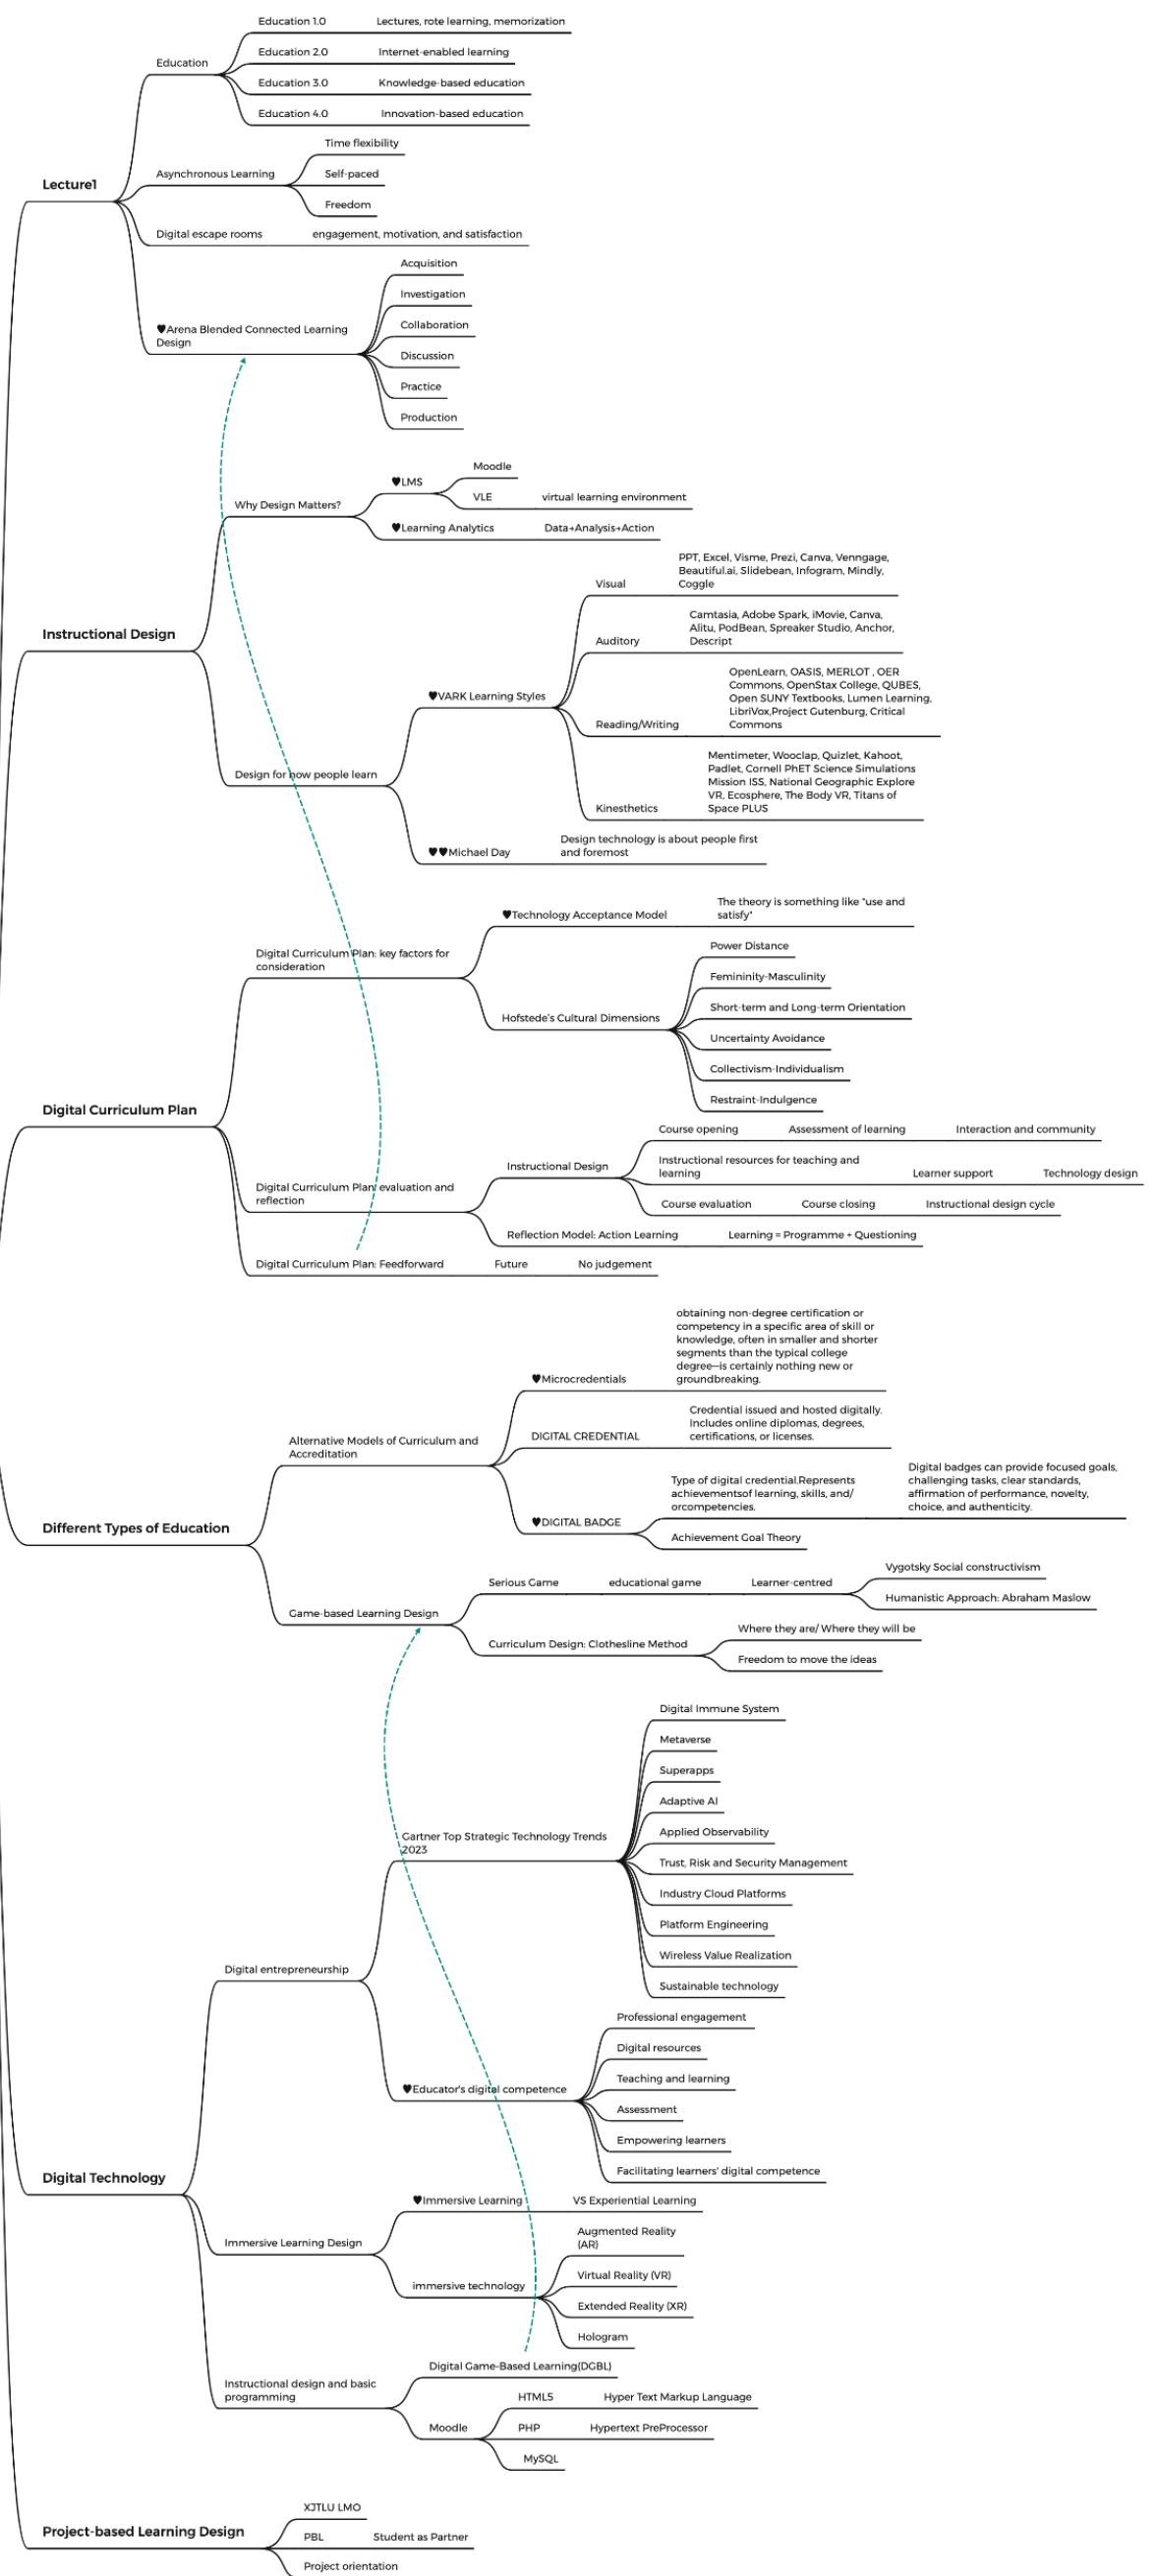 Education 1.0 Lectures, rote learning, memorization
Education 2.0 Internet-enabled learning
Education
Education 3.0 Knowledge-based education
Education 4.0 Innovation-based education
Time flexibility
Lecture1
Asynchronous Learning
Self-paced
Freedom
Digital escape rooms engagement, motivation, and satisfaction
Acquisition
Investigation
♥Arena Blended Connected Learning
Design
Collaboration
Discussion
Practice
Production
Moodle
♥LMS
VLE virtual learning environment
Why Design Matters?
♥Learning Analytics Data+Analysis+Action
Instructional Design
PPT, Excel, Visme, Prezi, Canva, Venngage,
Beautiful.ai, Slidebean, Infogram, Mindly,
Coggle
Visual
Camtasia, Adobe Spark, iMovie, Canva,
Alitu, PodBean, Spreaker Studio, Anchor,
Descript
Auditory
♥VARK Learning Styles
OpenLearn, OASIS, MERLOT , OER
Commons, OpenStax College, QUBES,
Open SUNY Textbooks, Lumen Learning,
LibriVox,Project Gutenburg, Critical
Commons
Reading/Writing
Design for how people learn
Mentimeter, Wooclap, Quizlet, Kahoot,
Padlet, Cornell PhET Science Simulations
Mission ISS, National Geographic Explore
VR, Ecosphere, The Body VR, Titans of
Space PLUS
Kinesthetics
♥♥Michael Day
Design technology is about people first
and foremost
♥Technology Acceptance Model
The theory is something like "use and
satisfy"
Digital Curriculum Plan: key factors for
consideration
Power Distance
Femininity-Masculinity
Short-term and Long-term Orientation
Hofstede's Cultural Dimensions
Uncertainty Avoidance
Collectivism-Individualism
Restraint-Indulgence
Digital Curriculum Plan
Course opening Assessment of learning Interaction and community
Instructional Design
Instructional resources for teaching and
learning
Learner support Technology design
Digital Curriculum Plan: evaluation and
reflection
Course evaluation Course closing Instructional design cycle
Reflection Model: Action Learning Learning = Programme + Questioning
Digital Curriculum Plan: Feedforward Future No judgement
obtaining non-degree certification or
competency in a specific area of skill or
knowledge, often in smaller and shorter
segments than the typical college
degree—is certainly nothing new or
groundbreaking.
♥Microcredentials
Alternative Models of Curriculum and
Accreditation
DIGITAL CREDENTIAL
Credential issued and hosted digitally.
Includes online diplomas, degrees,
certifications, or licenses.
Type of digital credential.Represents
achievementsof learning, skills, and/
orcompetencies.
Digital badges can provide focused goals,
challenging tasks, clear standards,
affirmation of performance, novelty,
choice, and authenticity.
♥DIGITAL BADGE
Achievement Goal Theory
Different Types of Education
Serious Game educational game Learner-centred
Vygotsky Social constructivism
Humanistic Approach: Abraham Maslow
Game-based Learning Design
Curriculum Design: Clothesline Method
Where they are/ Where they will be
Freedom to move the ideas
Digital Immune System
Metaverse
Superapps
Adaptive AI
Gartner Top Strategic Technology Trends
2023
Applied Observability
Trust, Risk and Security Management
Industry Cloud Platforms
Platform Engineering
Wireless Value Realization
Sustainable technology
Digital entrepreneurship
Professional engagement
Digital resources
Teaching and learning
♥Educator's digital competence
Assessment
Empowering learners
Facilitating learners' digital competence
Digital Technology
♥Immersive Learning VS Experiential Learning
Immersive Learning Design
Augmented Reality
(AR)
Virtual Reality (VR)
immersive technology
Extended Reality (XR)
Hologram
Digital Game-Based Learning(DGBL)
Instructional design and basic
programming
HTML5 Hyper Text Markup Language
Moodle
PHP Hypertext PreProcessor
MySQL
XJTLU LMO
Project-based Learning Design
PBL Student as Partner
Project orientation